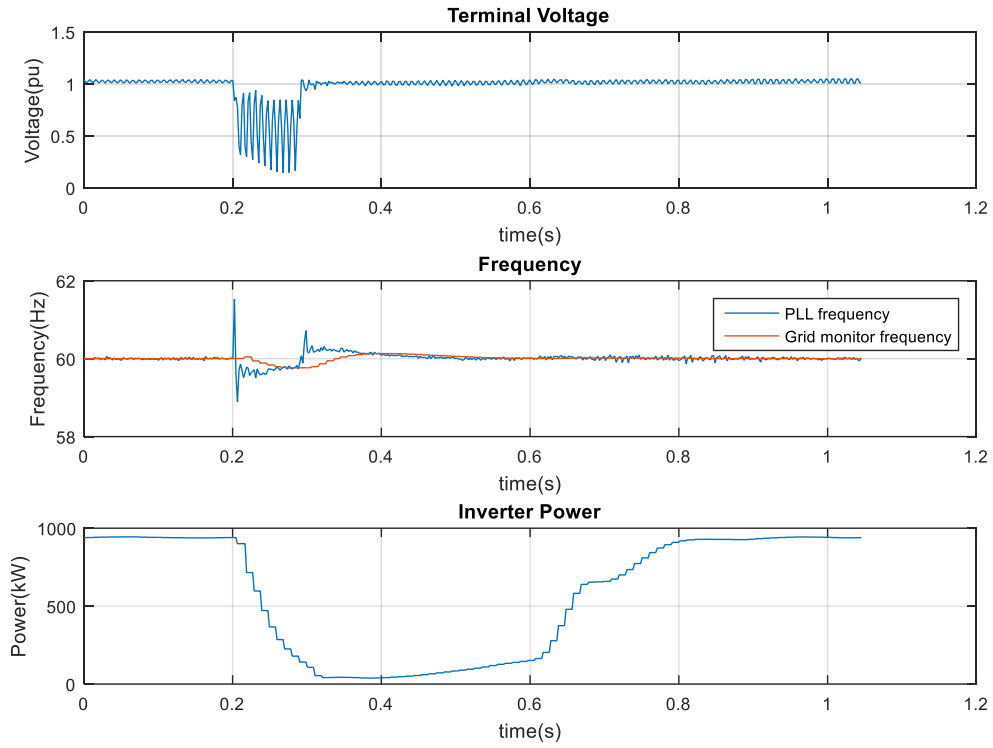 Terminal Voltage
1.5
1
0.5
0
Voltage(pu)
0 0.2 0.4 0.6 0.8 1 1.2
time(s)
Frequency
62
60
58
Frequency(Hz)
PLL frequency
Grid monitor frequency
0 0.2 0.4 0.6 0.8 1 1.2
time(s)
Inverter Power
1000
500
0
Power(kW)
0 0.2 0.4 0.6 0.8 1 1.2
time(s)